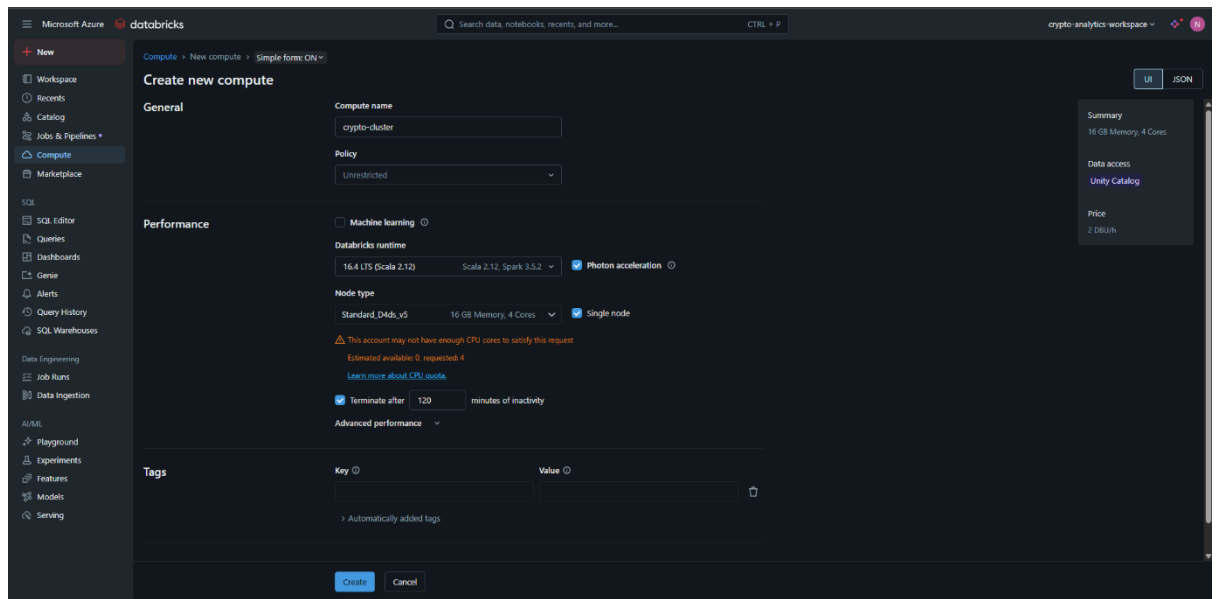 Microsoft Azure databricks Search data, notebooks, recents, and more... CTRL + P crypto-analytics-workspace N
New
Workspace
Recents
Catalog
Jobs & Pipelines
Compute
Marketplace
SQL
SQL Editor
Queries
Dashboards
Genie
Alerts
Query History
SQL Warehouses
Data Engineering
Job Runs
Data Ingestion
AI/ML
Playground
Experiments
Features
Models
Serving
Compute > New compute > Simple form: ON
Create new compute
UI JSON
General
Compute name
crypto-cluster
Policy
Unrestricted
Performance
Machine learning
Databricks runtime
16.4 LTS (Scala 2.12) Scala 2.12, Spark 3.5.2 Photon acceleration
Node type
Standard_D4ds_v5 16 GB Memory, 4 Cores Single node
This account may not have enough CPU cores to satisfy this request
Estimated available: 0, requested: 4
Learn more about CPU quota.
Terminate after 120 minutes of inactivity
Advanced performance
Tags
Key Value
> Automatically added tags
Create Cancel
Summary
16 GB Memory, 4 Cores
Data access
Unity Catalog
Price
2 DBU/h